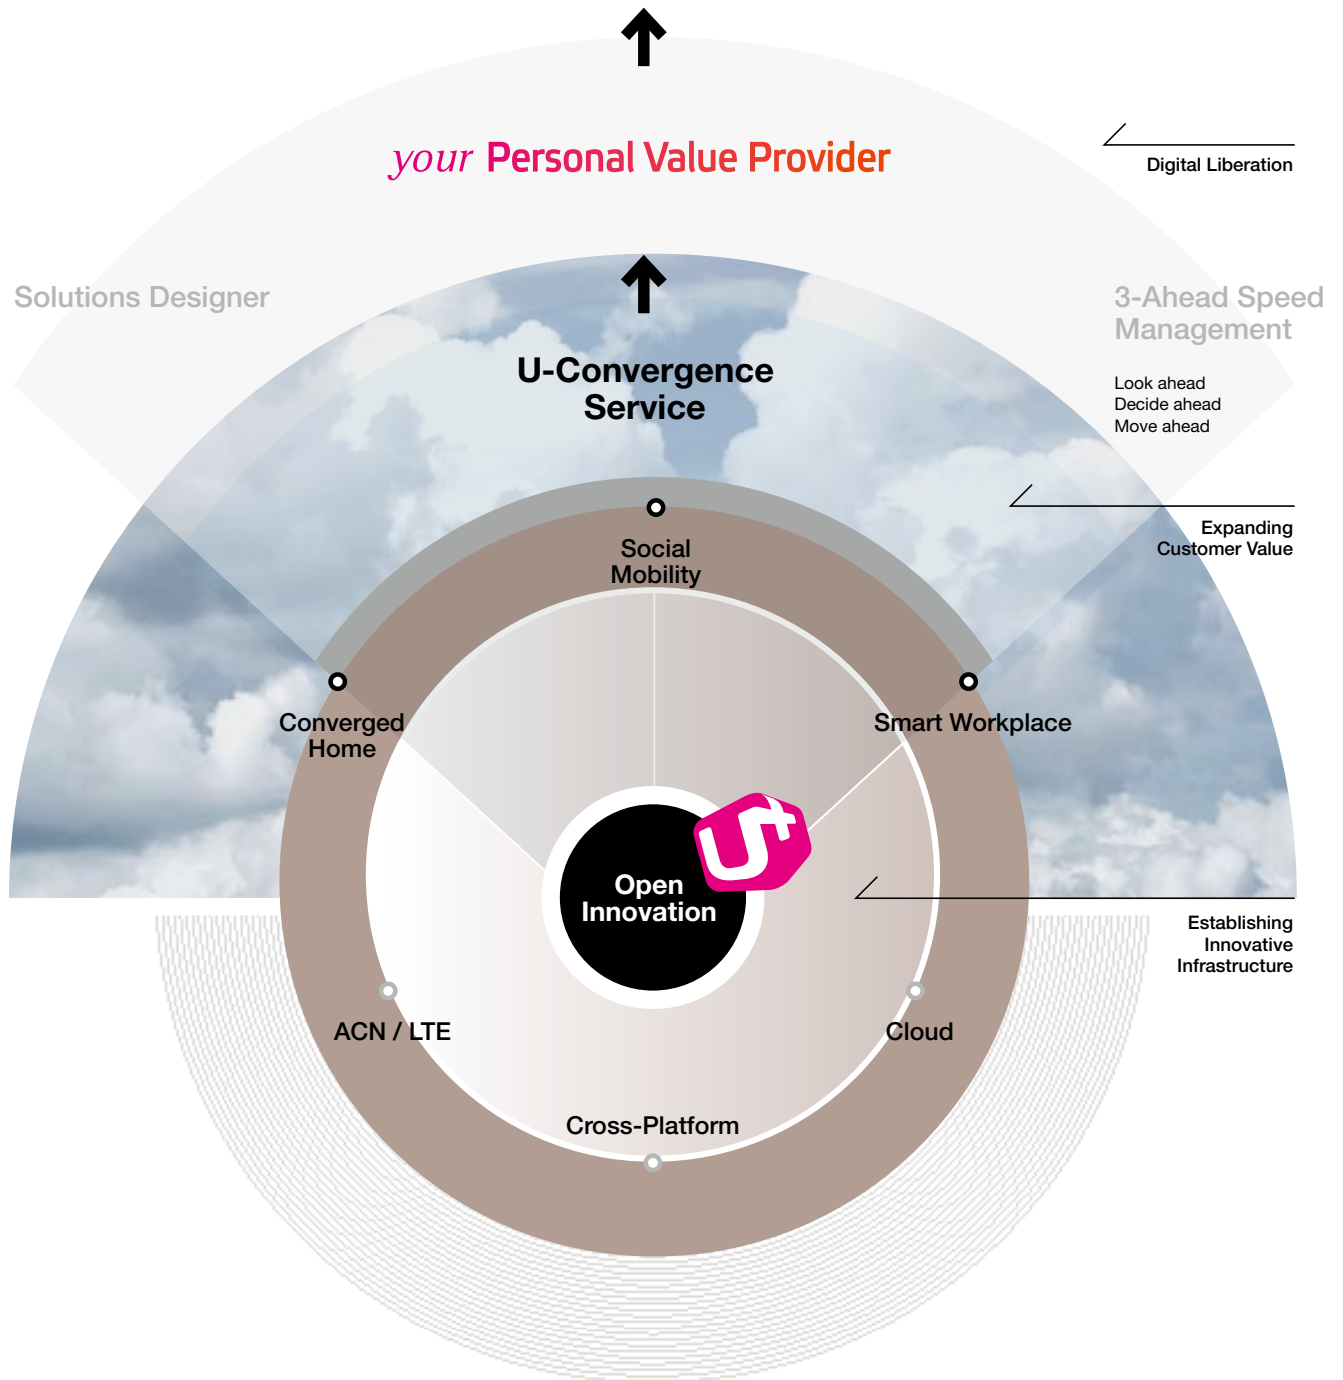 your Personal Value Provider
Digital Liberation
Solutions Designer
3-Ahead Speed
Management
Look ahead
Decide ahead
Move ahead
U-Convergence
Service
Expanding
Customer Value
Social
Mobility
Converged
Home
Smart Workplace
U+
Open
Innovation
Establishing
Innovative
Infrastructure
ACN / LTE
Cloud
Cross-Platform